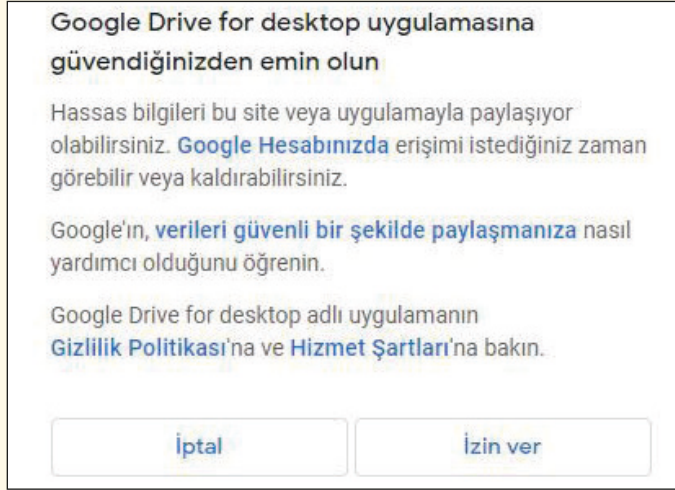 Google Drive for desktop uygulamasına
güvendiğinizden emin olun
Hassas bilgileri bu site veya uygulamayla paylaşıyor
olabilirsiniz. Google Hesabınızda erişimi istediğiniz zaman
görebilir veya kaldırabilirsiniz.
Google'ın, verileri güvenli bir şekilde paylaşmanıza nasıl
yardımcı olduğunu öğrenin.
Google Drive for desktop adlı uygulamanın
Gizlilik Politikası'na ve Hizmet Şartları'na bakın.
İptal
İzin ver